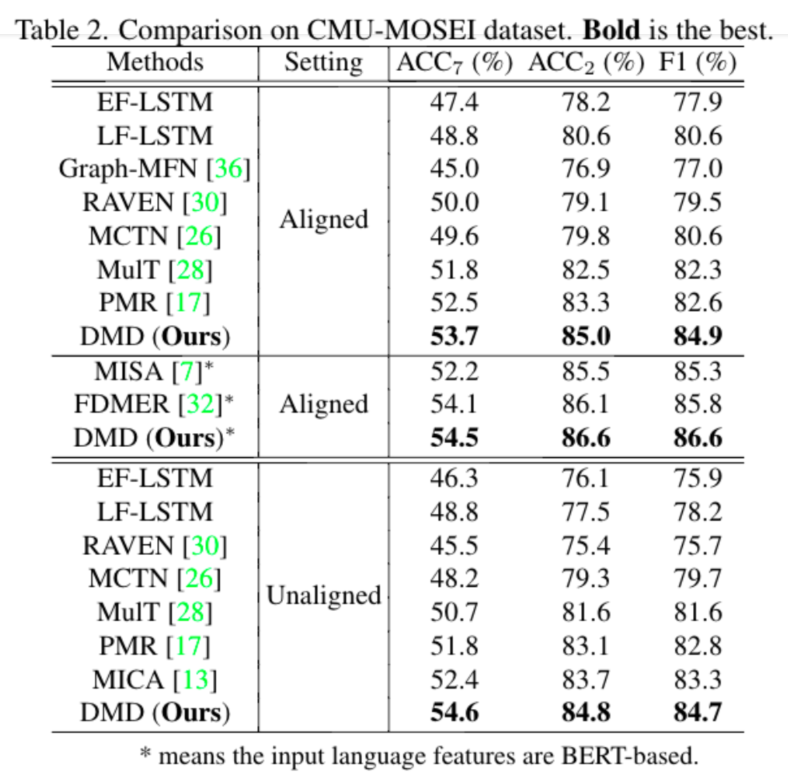 Table 2. Comparison on CMU-MOSEI dataset. Bold is the best.
Methods Setting ACC7 (%) ACC2 (%) F1 (%)
EF-LSTM 47.4 78.2 77.9
LF-LSTM 48.8 80.6 80.6
Graph-MFN [36] 45.0 76.9 77.0
RAVEN [30] 50.0 79.1 79.5
Aligned
MCTN [26] 49.6 79.8 80.6
MulT [28] 51.8 82.5 82.3
PMR [17] 52.5 83.3 82.6
DMD (Ours) 53.7 85.0 84.9
MISA [7]* 52.2 85.5 85.3
FDMER [32]* Aligned 54.1 86.1 85.8
DMD (Ours)* 54.5 86.6 86.6
EF-LSTM 46.3 76.1 75.9
LF-LSTM 48.8 77.5 78.2
RAVEN [30] 45.5 75.4 75.7
MCTN [26] 48.2 79.3 79.7
Unaligned
MulT [28] 50.7 81.6 81.6
PMR [17] 51.8 83.1 82.8
MICA [13] 52.4 83.7 83.3
DMD (Ours) 54.6 84.8 84.7
* means the input language features are BERT-based.